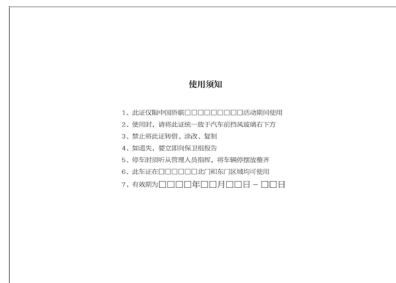 使用须知
1、此证仅限中国侨联□□□□□□□□□活动期间使用
2、使用时，请将此证统一放于汽车前挡风玻璃右下方
3、禁止将此证转借、涂改、复制
4、如遗失，要立即向保卫组报告
5、停车时请听从管理人员指挥，将车辆停摆放整齐
6、此车证在□□□□□□北门和东门区域均可使用
7、有效期为□□□□年□□月□□日－□□日